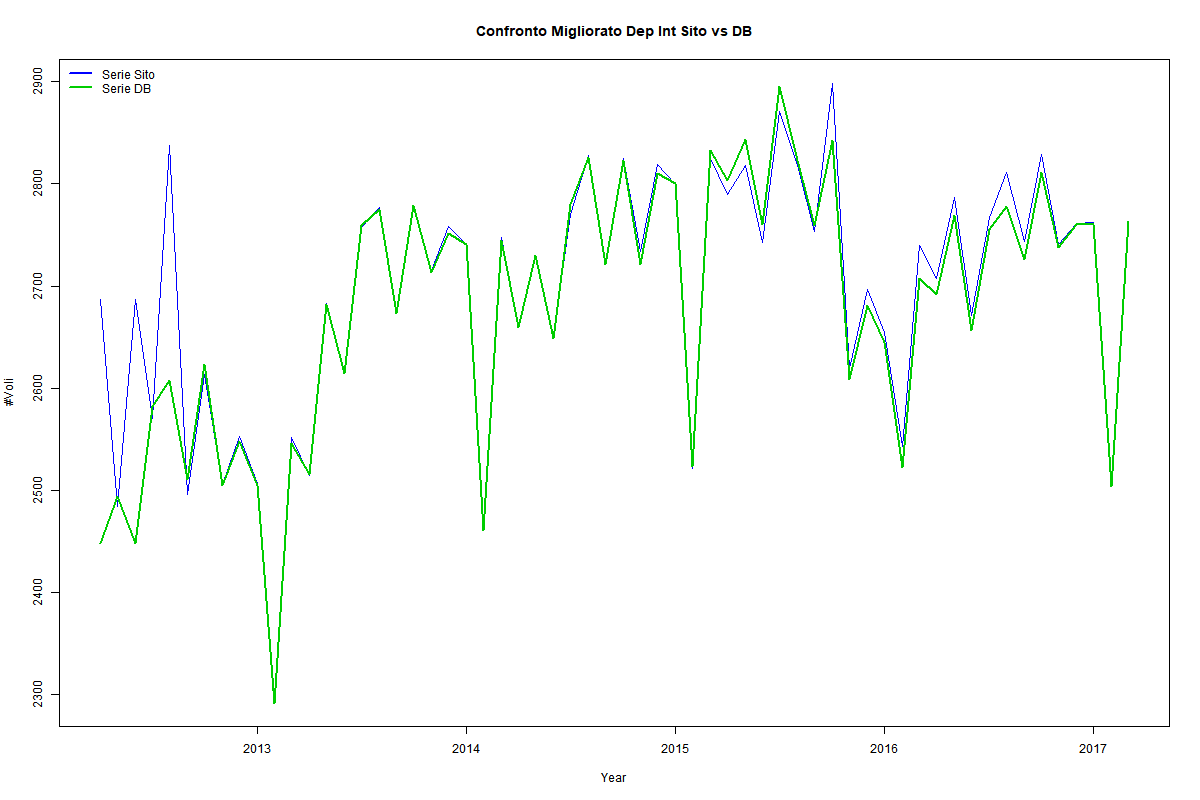 Confronto Migliorato Dep Int Sito vs DB
Serie Sito
Serie DB
2900
2800
2700
2600
2500
2400
2300
#Voli
2013 2014 2015 2016 2017
Year